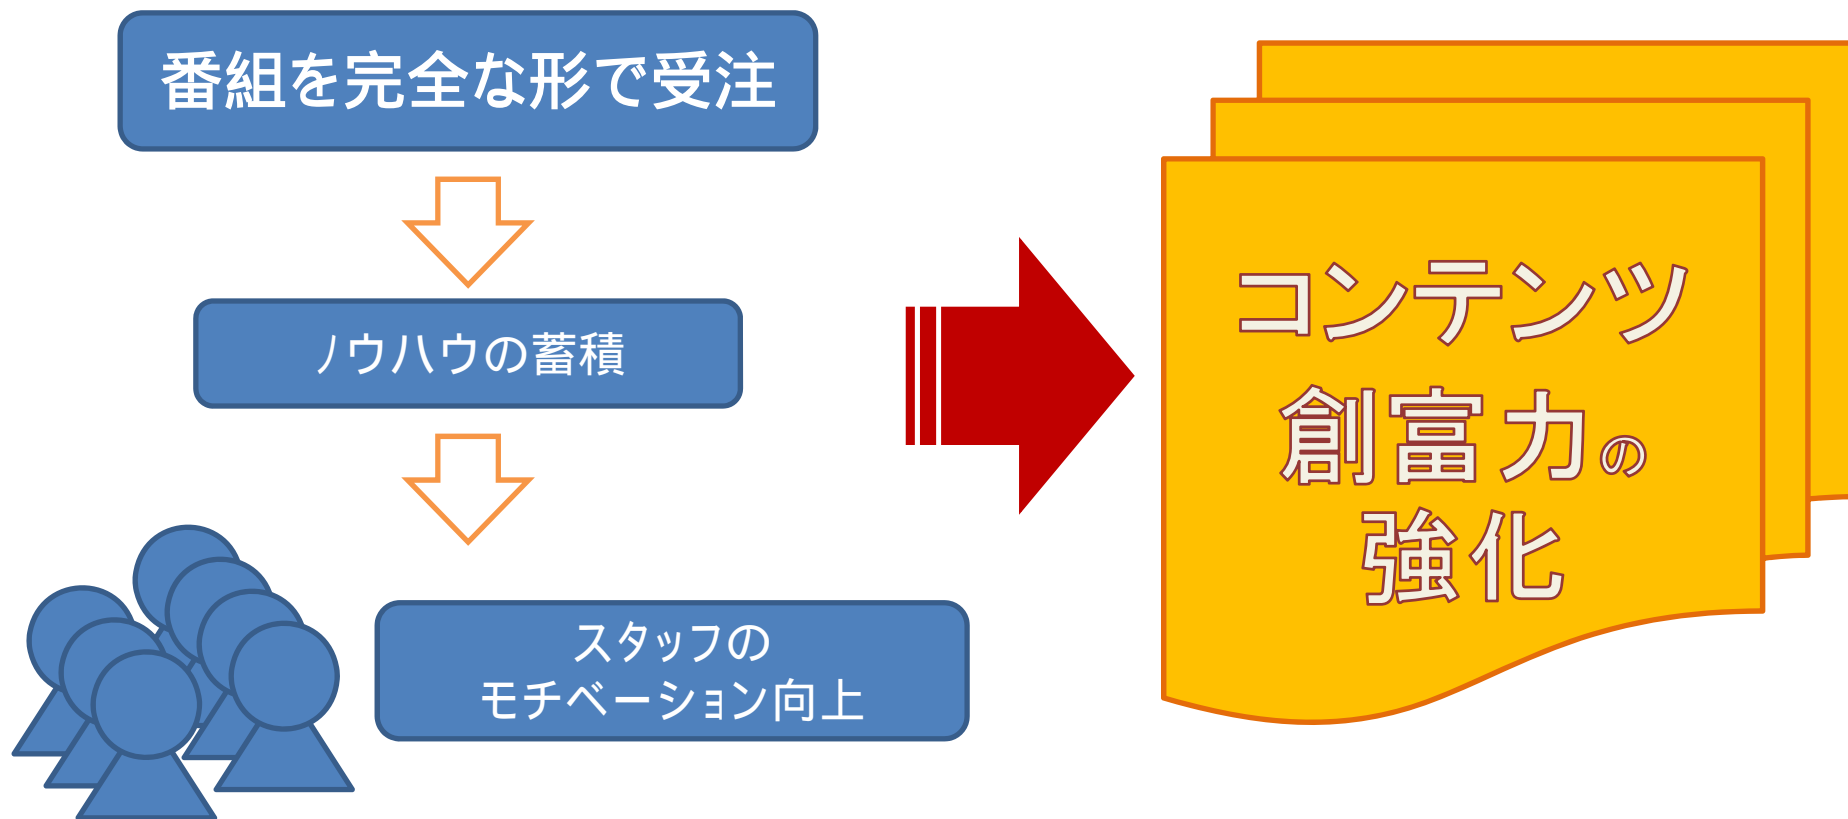 番組を完全な形で受注
ノウハウの蓄積
スタッフの
モチベーション向上
コンテンツ
創富力の
強化